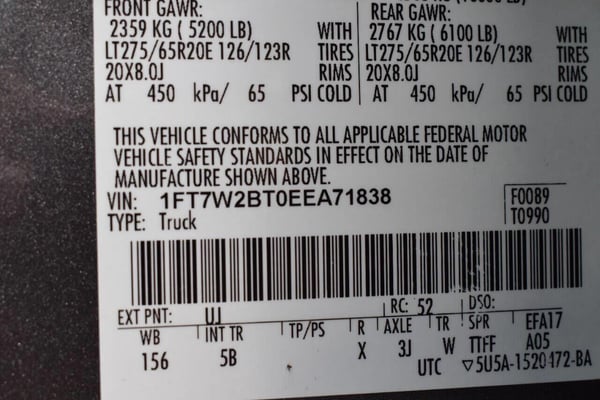 FRONT GAWR: REAR GAWR:
2359 KG ( 5200 LB) WITH 2767 KG ( 6100 LB) WITH
LT275/65R20E 126/123R TIRES LT275/65R20E 126/123R TIRES
20X8.0J RIMS 20X8.0J RIMS
AT 450 kPa/ 65 PSI COLD AT 450 kPa/ 65 PSI COLD
THIS VEHICLE CONFORMS TO ALL APPLICABLE FEDERAL MOTOR
VEHICLE SAFETY STANDARDS IN EFFECT ON THE DATE OF
MANUFACTURE SHOWN ABOVE.
VIN: 1FT7W2BT0EEA71838 F0089
TYPE: Truck T0990
EXT PNT: UJ RC: 52 DSO:
WB INT TR TP/PS R AXLE TR SPR EFA17
156 5B X 3J W TTFF A05
UTC ▽5U5A-1520472-BA